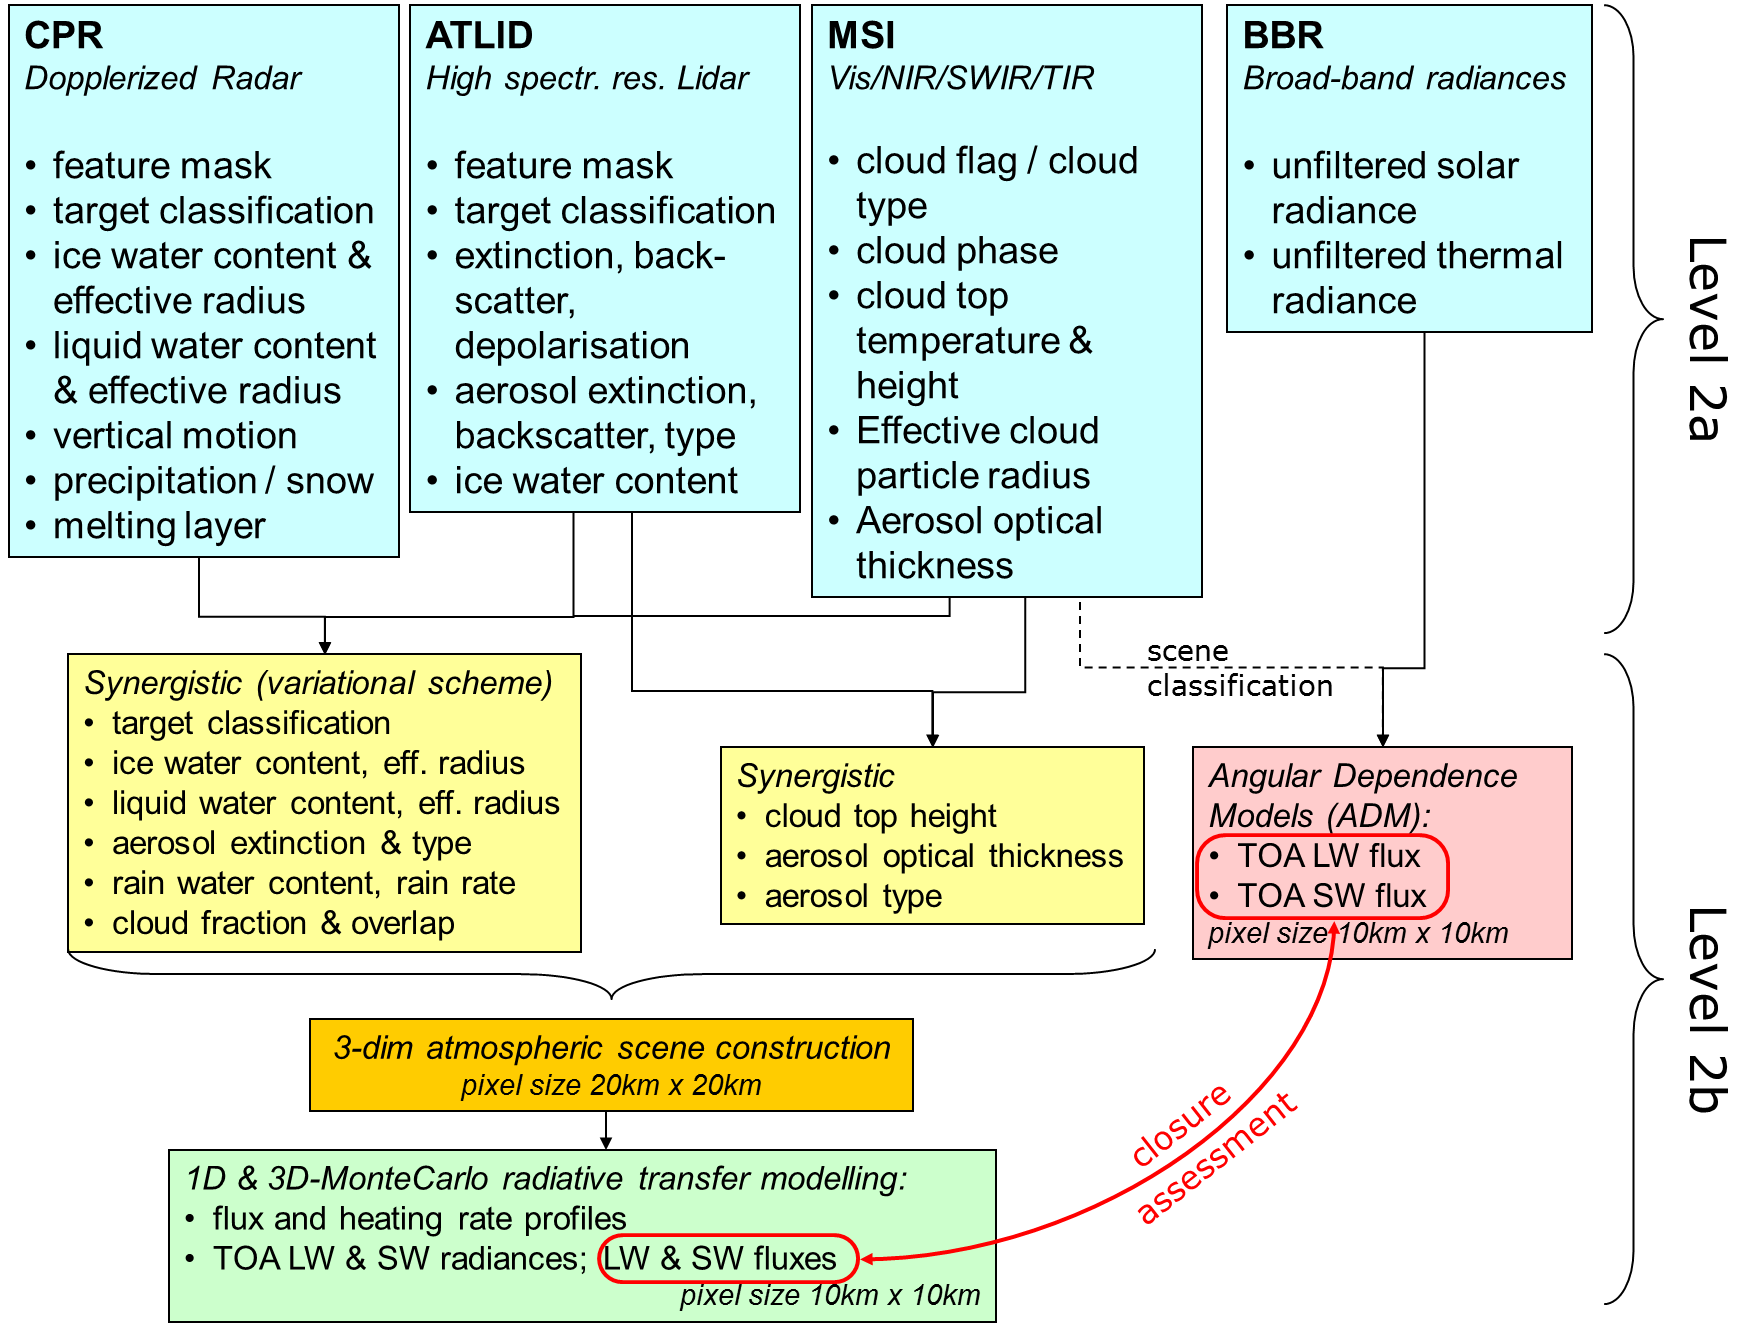 CPR
Dopplerized Radar
• feature mask
• target classification
• ice water content &
effective radius
• liquid water content
& effective radius
• vertical motion
• precipitation / snow
• melting layer
ATLID
High spectr. res. Lidar
• feature mask
• target classification
• extinction, back-
scatter,
depolarisation
• aerosol extinction,
backscatter, type
• ice water content
MSI
Vis/NIR/SWIR/TIR
• cloud flag / cloud
type
• cloud phase
• cloud top
temperature &
height
• Effective cloud
particle radius
• Aerosol optical
thickness
BBR
Broad-band radiances
• unfiltered solar
radiance
• unfiltered thermal
radiance
Level 2a
scene
classification
Synergistic (variational scheme)
• target classification
• ice water content, eff. radius
• liquid water content, eff. radius
• aerosol extinction & type
• rain water content, rain rate
• cloud fraction & overlap
Synergistic
• cloud top height
• aerosol optical thickness
• aerosol type
Angular Dependence
Models (ADM):
• TOA LW flux
• TOA SW flux
pixel size 10km x 10km
Level 2b
3-dim atmospheric scene construction
pixel size 20km x 20km
closure
assessment
1D & 3D-MonteCarlo radiative transfer modelling:
• flux and heating rate profiles
• TOA LW & SW radiances; LW & SW fluxes
pixel size 10km x 10km